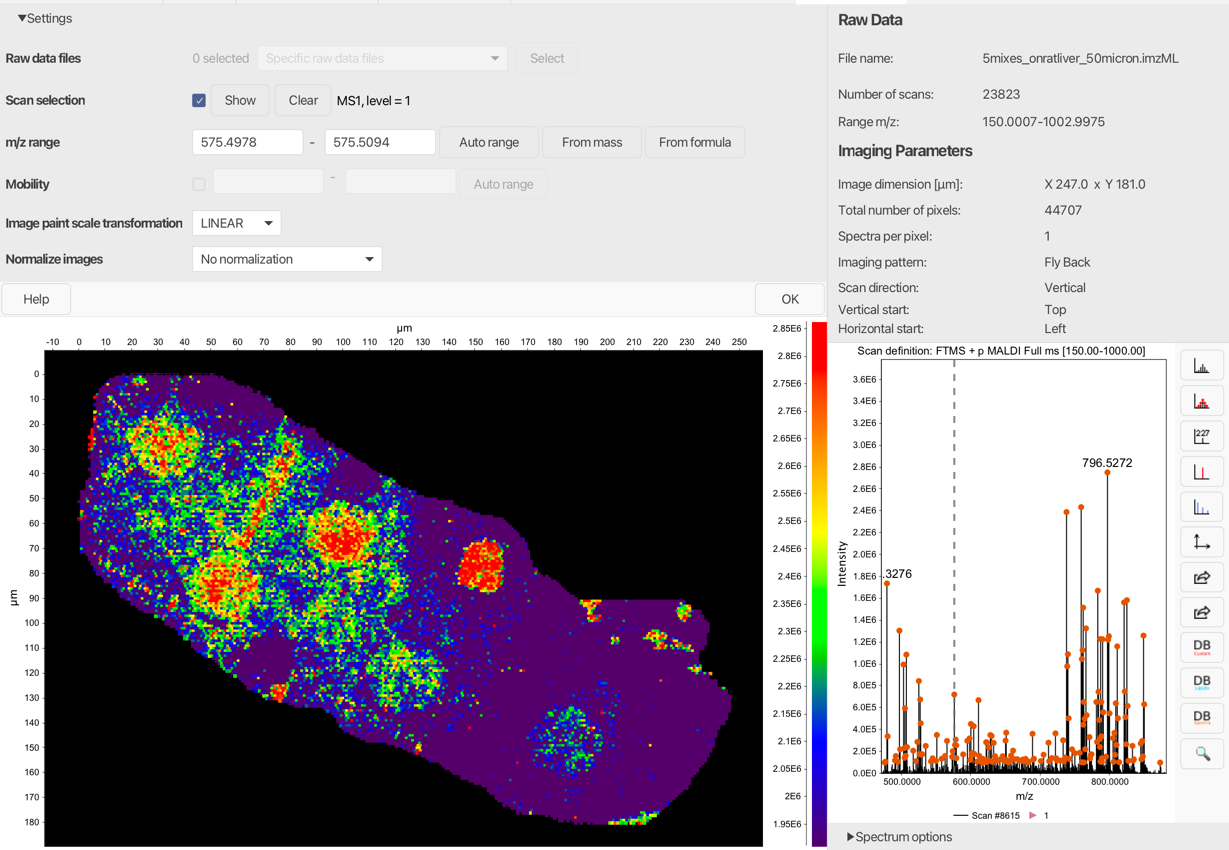 ▼Settings
Raw data files 0 selected Specific raw data files Select
Scan selection Show Clear MS1, level = 1
m/z range 575.4978 - 575.5094 Auto range From mass From formula
Mobility - Auto range
Image paint scale transformation LINEAR
Normalize images No normalization
Help OK
Raw Data
File name: 5mixes_onratliver_50micron.imzML
Number of scans: 23823
Range m/z: 150.0007-1002.9975
Imaging Parameters
Image dimension [µm]: X 247.0 x Y 181.0
Total number of pixels: 44707
Spectra per pixel: 1
Imaging pattern: Fly Back
Scan direction: Vertical
Vertical start: Top
Horizontal start: Left
µm
-10 0 10 20 30 40 50 60 70 80 90 100 110 120 130 140 150 160 170 180 190 200 210 220 230 240 250
µm
0
10
20
30
40
50
60
70
80
90
100
110
120
130
140
150
160
170
180
2.85E6
2.8E6
2.75E6
2.7E6
2.65E6
2.6E6
2.55E6
2.5E6
2.45E6
2.4E6
2.35E6
2.3E6
2.25E6
2.2E6
2.15E6
2.1E6
2.05E6
2E6
1.95E6
Scan definition: FTMS + p MALDI Full ms [150.00-1000.00]
Intensity
3.6E6
3.4E6
3.2E6
3.0E6
2.8E6
2.6E6
2.4E6
2.2E6
2.0E6
1.8E6
1.6E6
1.4E6
1.2E6
1.0E6
8.0E5
6.0E5
4.0E5
2.0E5
0.0E0
796.5272
.3276
500.0000 600.0000 700.0000 800.0000
m/z
Scan #8615 1
227
DB
Custom
DB
Lipids
DB
▶Spectrum options